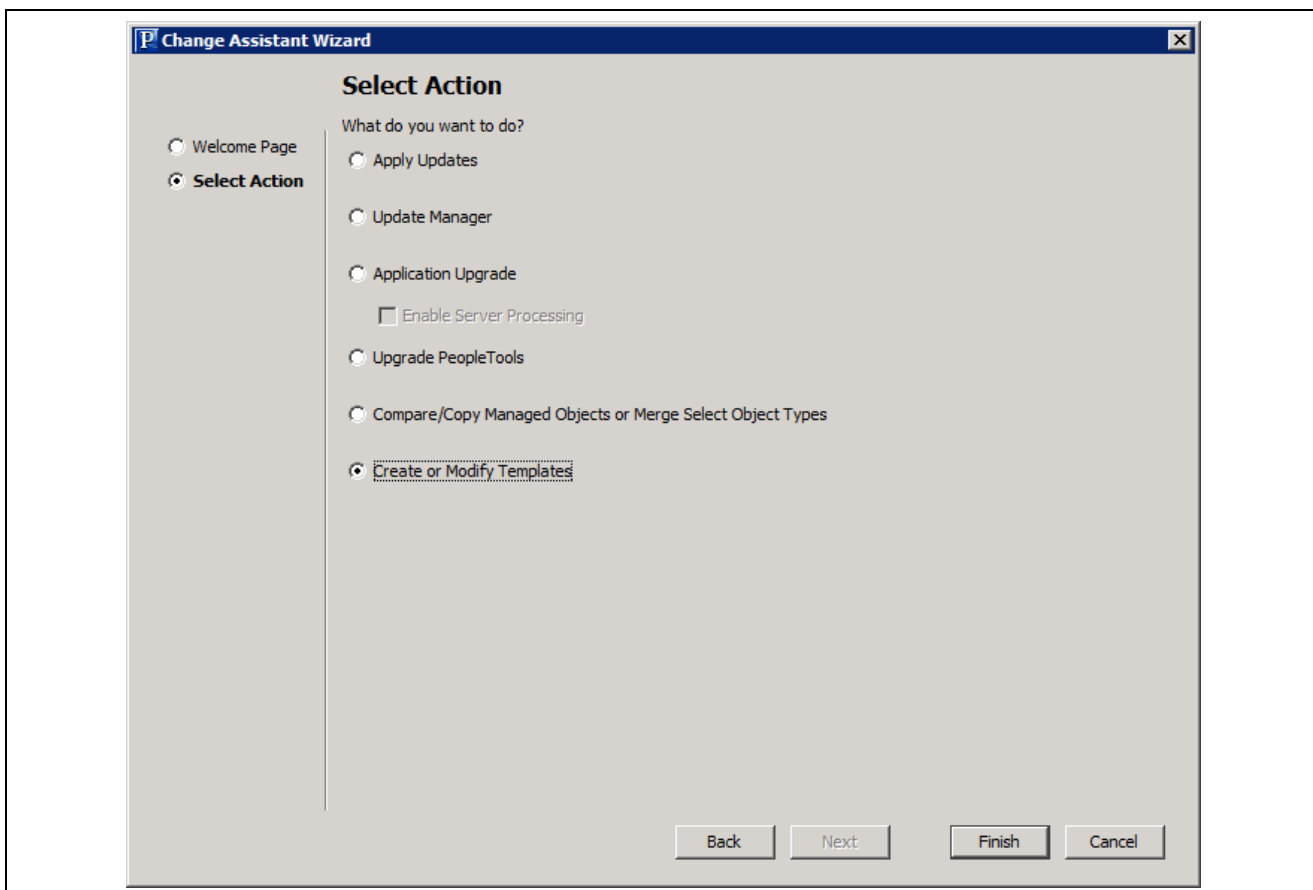 P Change Assistant Wizard
Select Action
What do you want to do?
Welcome Page
Select Action
Apply Updates
Update Manager
Application Upgrade
Enable Server Processing
Upgrade PeopleTools
Compare/Copy Managed Objects or Merge Select Object Types
Create or Modify Templates
Back Next Finish Cancel